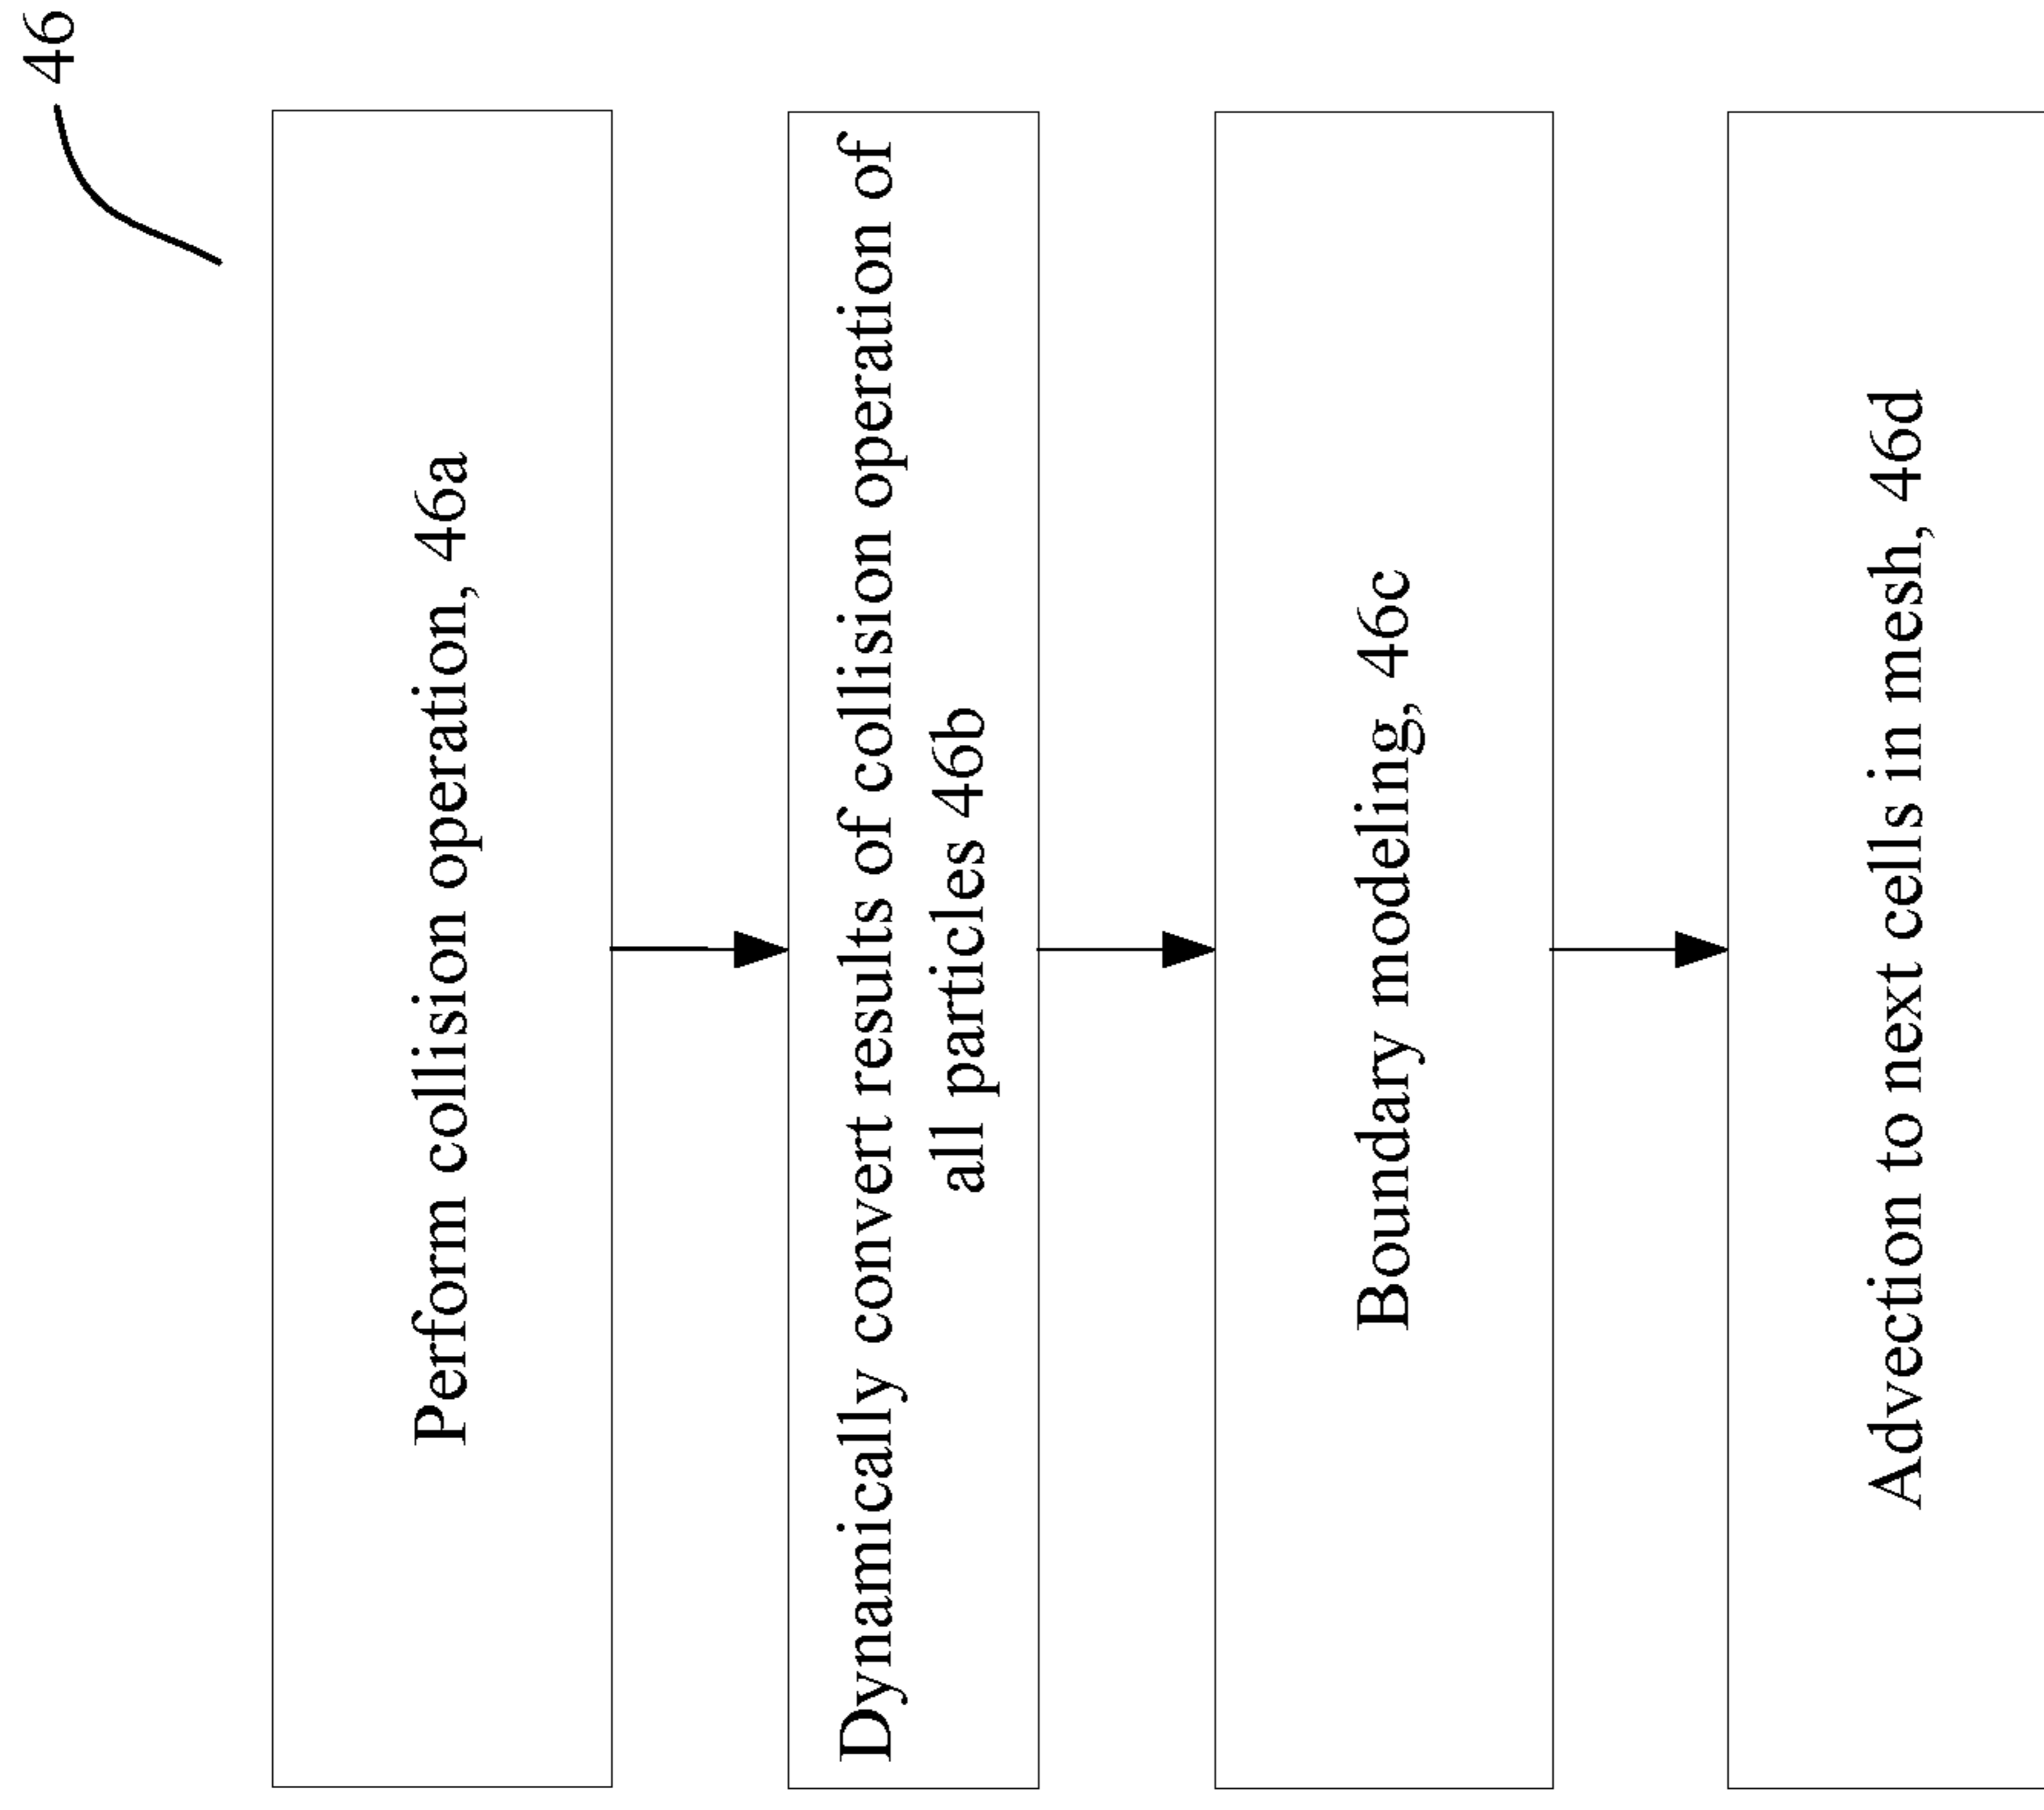 46
Perform collision operation, 46a
Dynamically convert results of collision operation of
all particles 46b
Boundary modeling, 46c
Advection to next cells in mesh, 46d